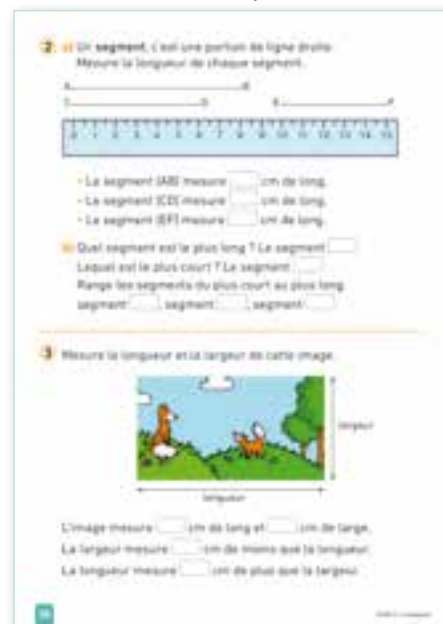 2 a) Un segment, c'est une portion de ligne droite.
Mesure la longueur de chaque segment.
A B
C D E F
0 1 2 3 4 5 6 7 8 9 10 11 12 13 14 15
• Le segment [AB] mesure cm de long.
• Le segment [CD] mesure cm de long.
• Le segment [EF] mesure cm de long.
b) Quel segment est le plus long ? Le segment
Lequel est le plus court ? Le segment
Range les segments du plus court au plus long.
segment , segment , segment
3 Mesure la longueur et la largeur de cette image.
largeur
longueur
L'image mesure cm de long et cm de large.
La largeur mesure cm de moins que la longueur.
La longueur mesure cm de plus que la largeur.